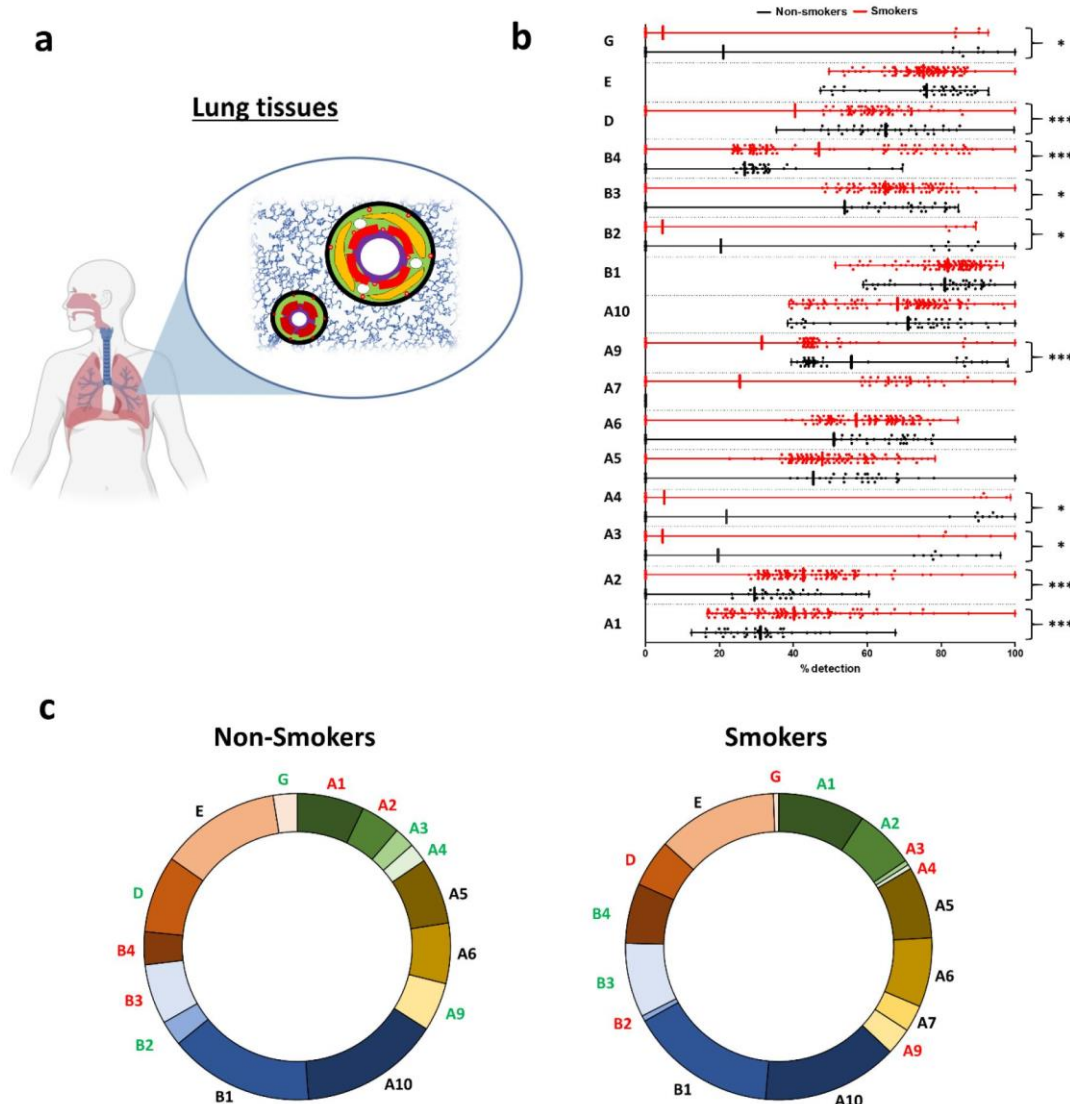 a
Lung tissues
b
Non-smokers Smokers
G *
E
D ***
B4 ***
B3 *
B2 *
B1
A10
A9 ***
A7
A6
A5
A4 *
A3 *
A2 ***
A1 ***
0 20 40 60 80 100
% detection
c
Non-Smokers
G A1 A2 A3 A4 A5 A6 A9 A10 B1 B2 B3 B4 D E
Smokers
G A1 A2 A3 A4 A5 A6 A7 A9 A10 B1 B2 B3 B4 D E